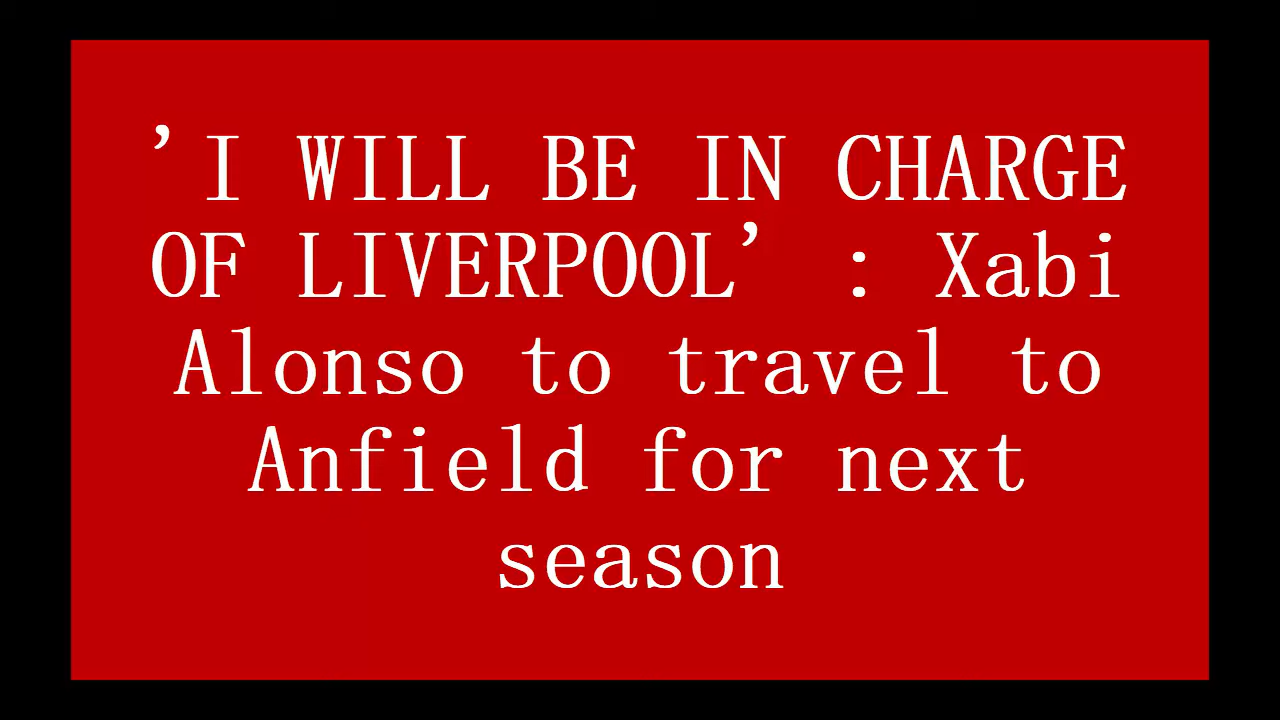 ’I WILL BE IN CHARGE
OF LIVERPOOL’ : Xabi
Alonso to travel to
Anfield for next
season